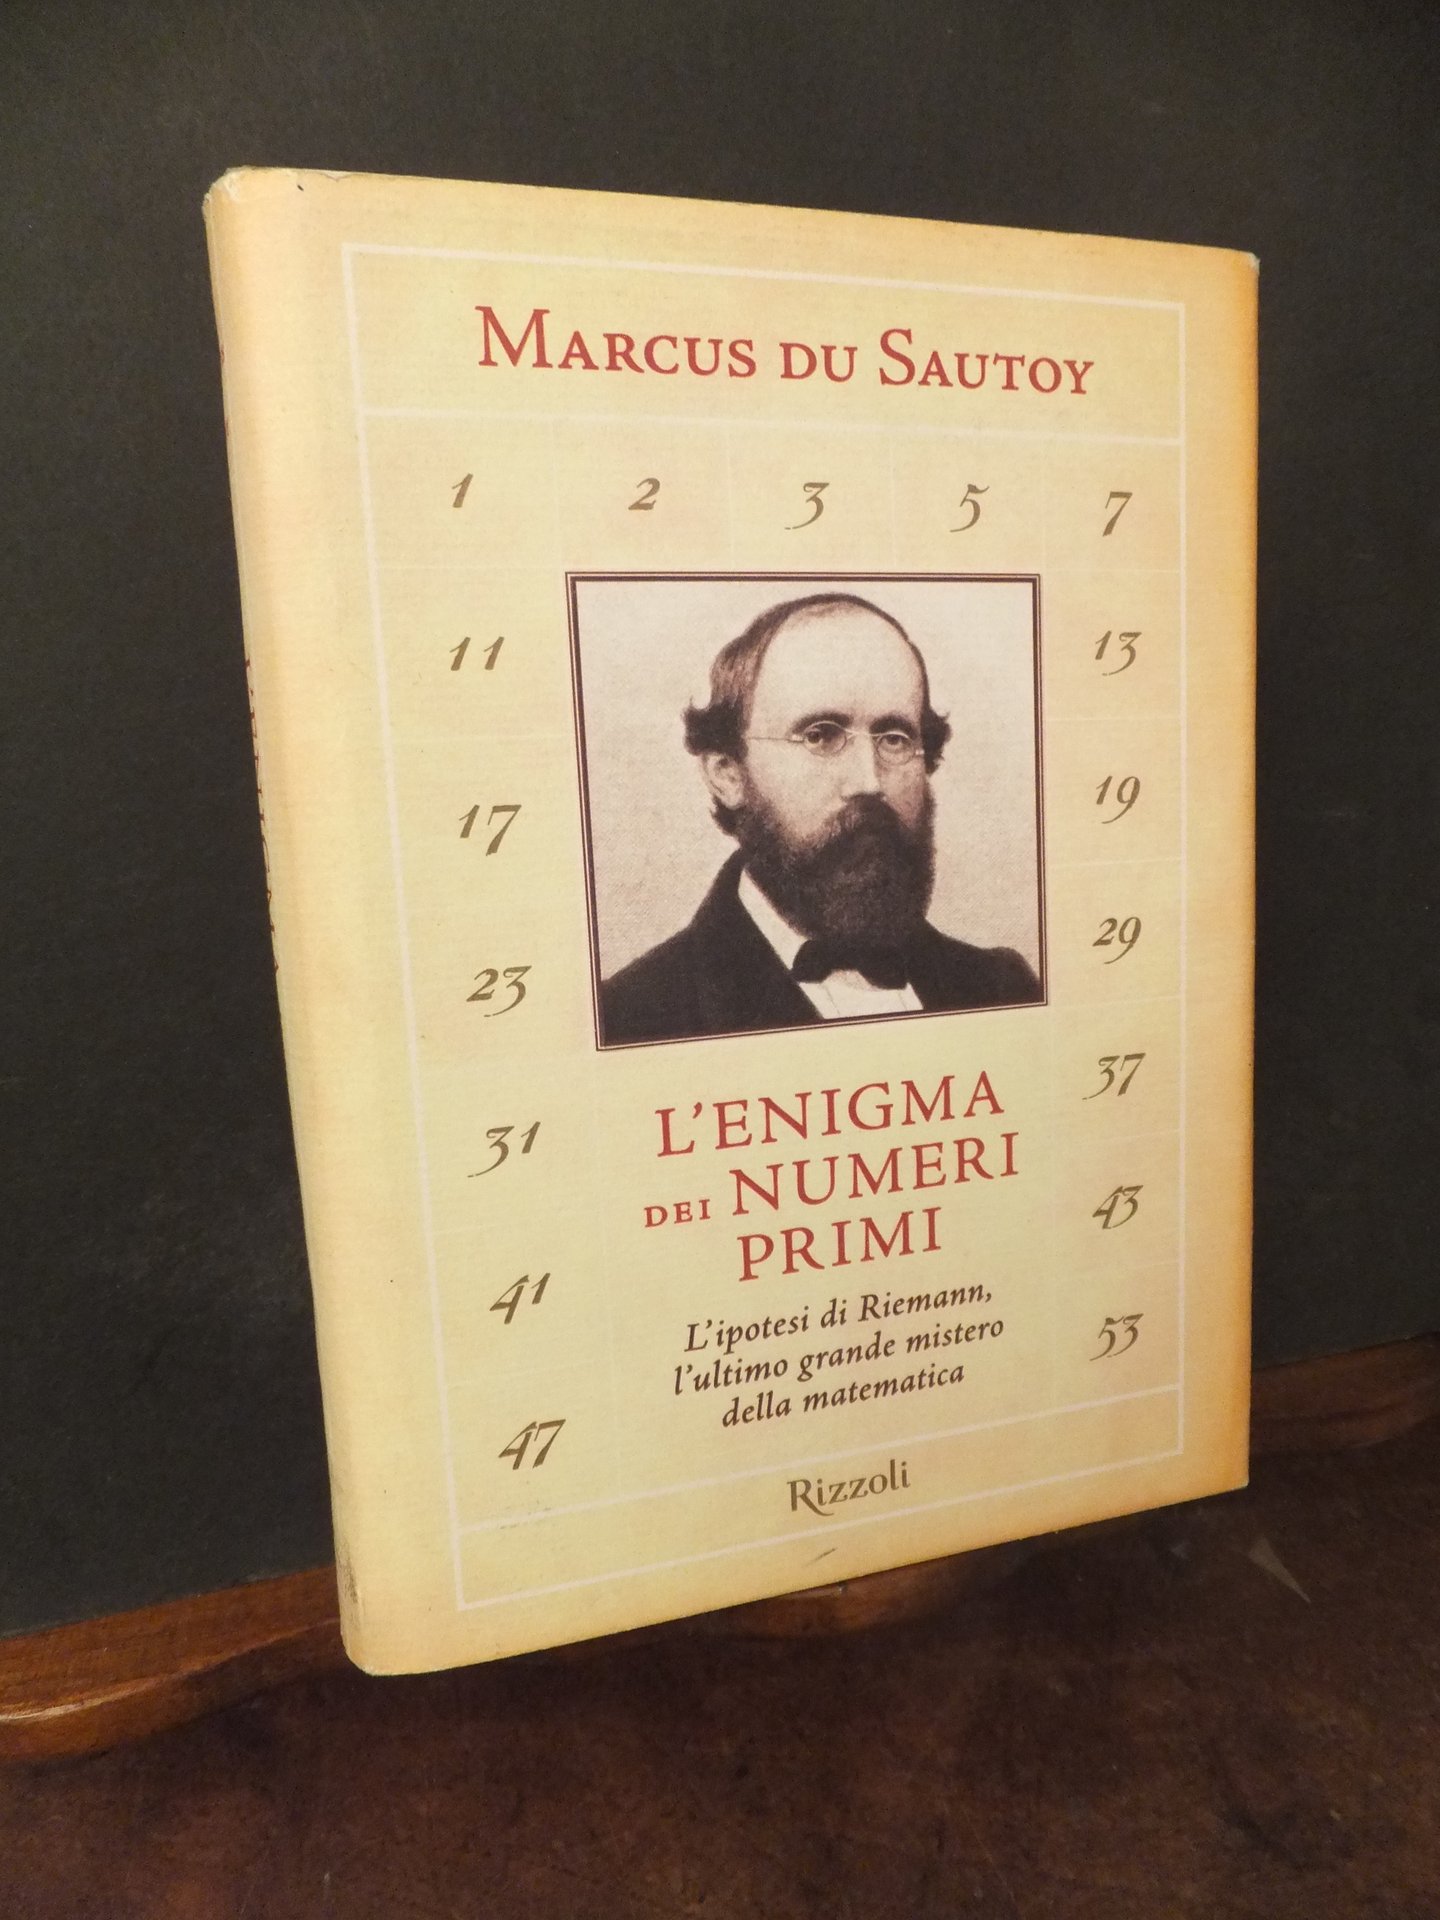 MARCUS DU SAUTOY
1 2 3 5 7
11 13
17 19
23 29
31 37
41 43
47 53
L'ENIGMA
DEI NUMERI
PRIMI
L'ipotesi di Riemann,
l'ultimo grande mistero
della matematica
Rizzoli